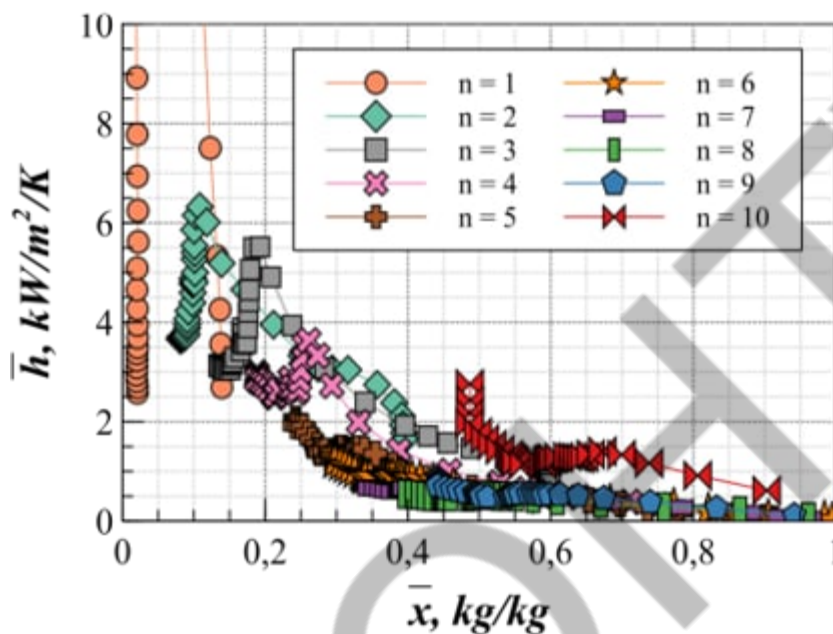 10
8
6
4
2
0
h̅, kW/m²/K
n = 1
n = 2
n = 3
n = 4
n = 5
n = 6
n = 7
n = 8
n = 9
n = 10
0 0,2 0,4 0,6 0,8 1
x̅, kg/kg